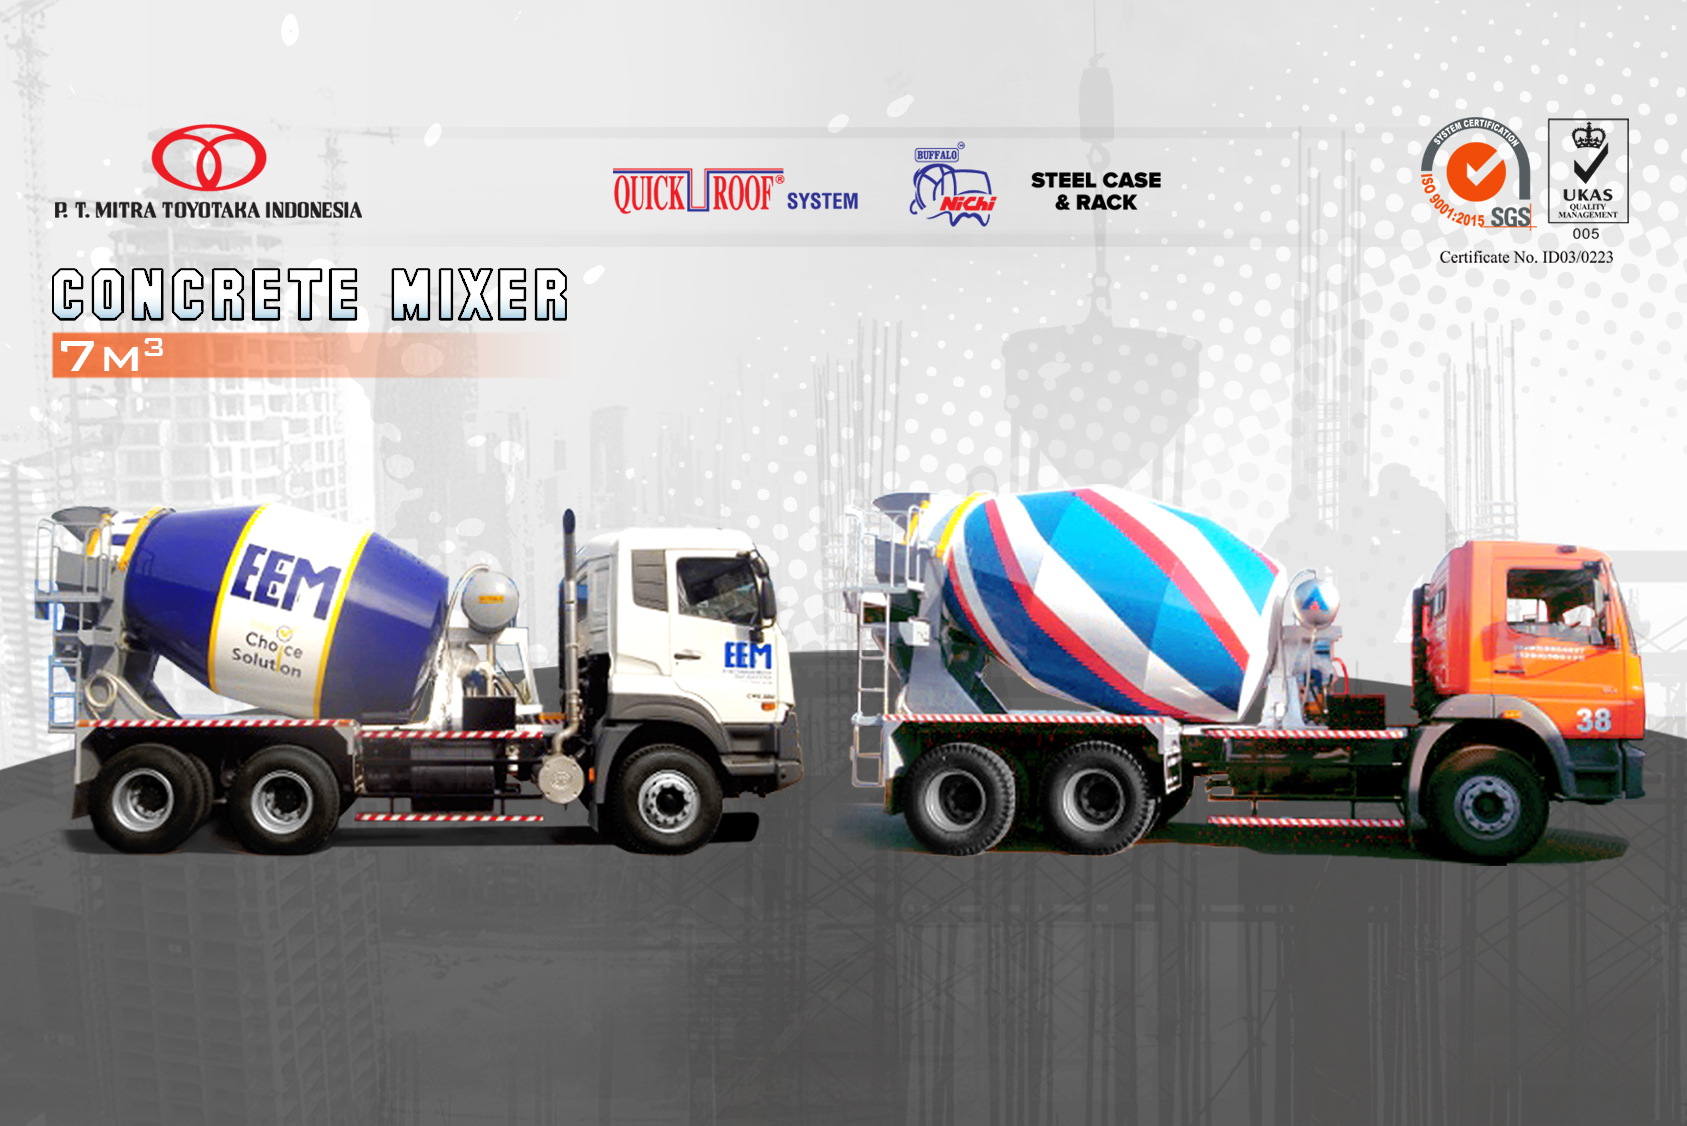 P. T. MITRA TOYOTAKA INDONESIA
QUICK ROOF® SYSTEM
BUFFALO
NiCHi
STEEL CASE
& RACK
SYSTEM CERTIFICATION
ISO 9001:2015
SGS
UKAS
QUALITY
MANAGEMENT
005
Certificate No. ID03/0223
CONCRETE MIXER
7M³
EEM
Choice
Solution
EEM
38